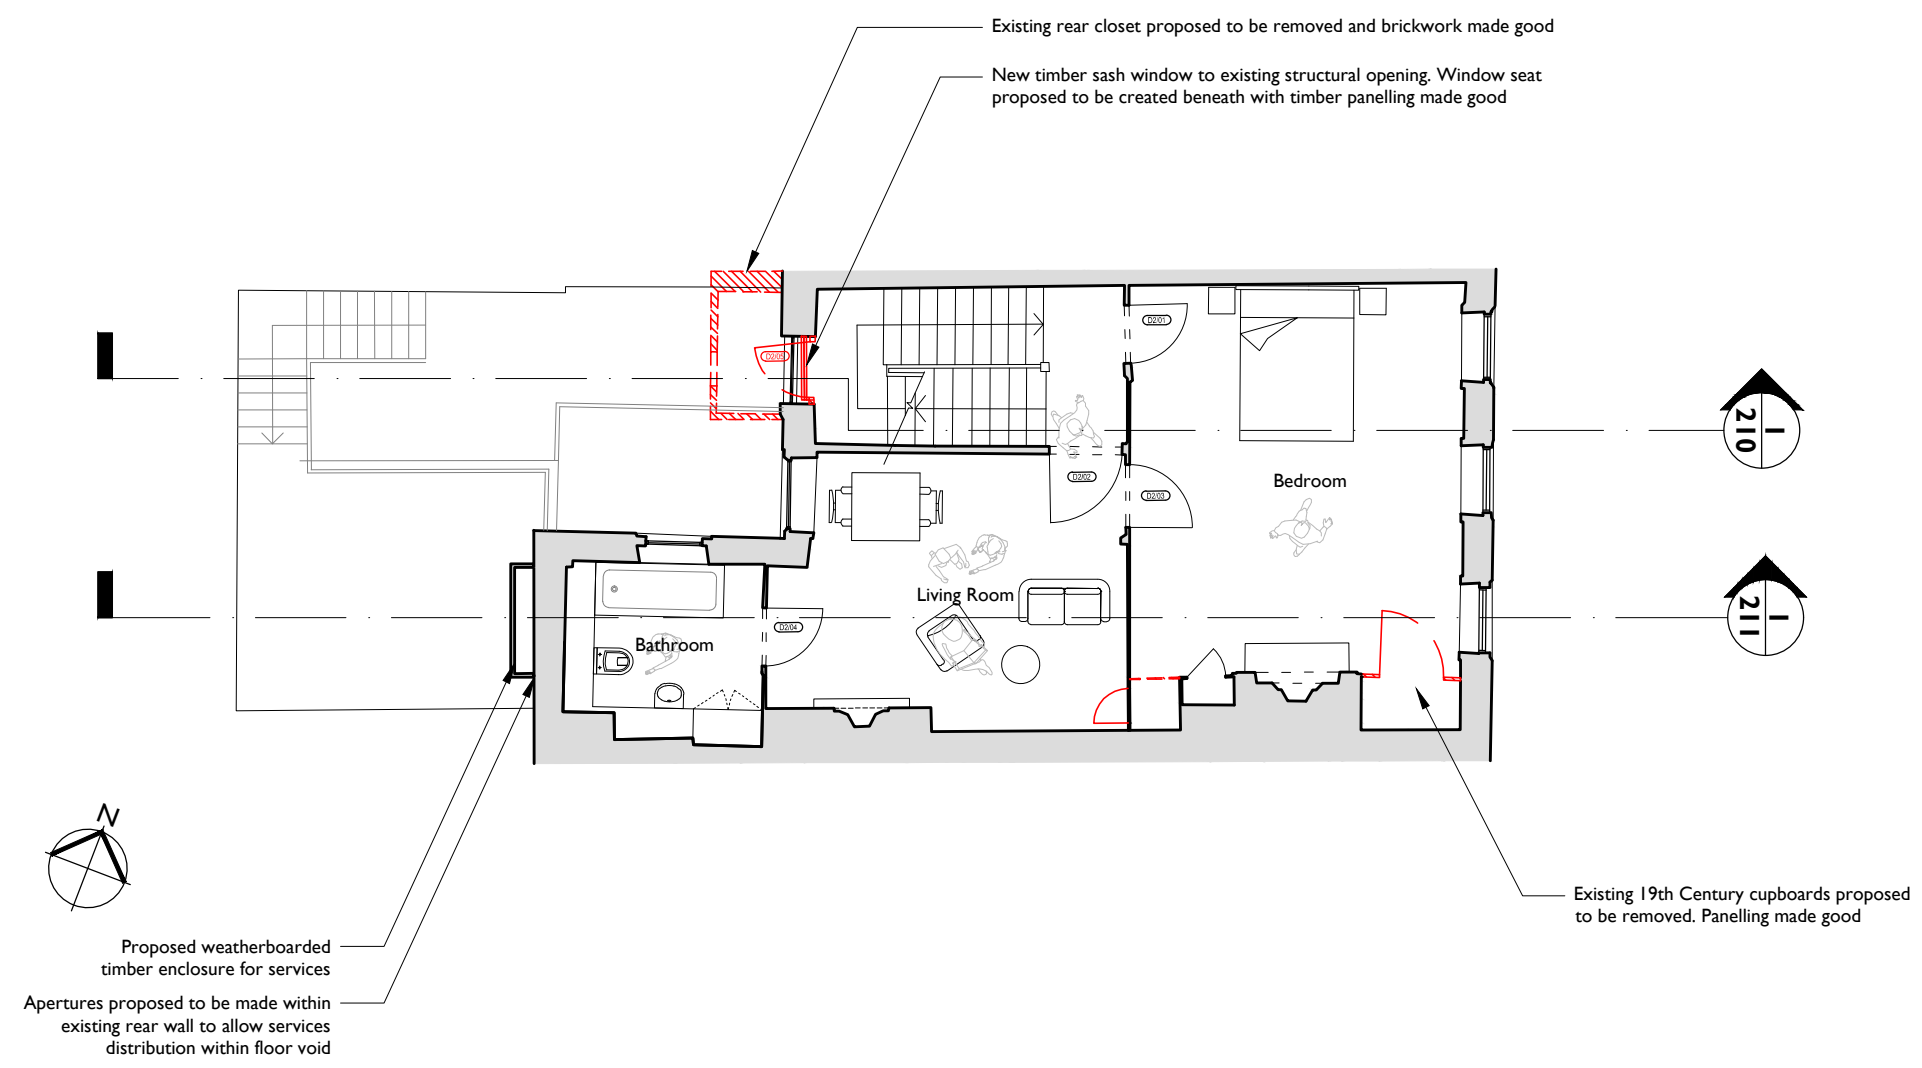 Existing rear closet proposed to be removed and brickwork made good
New timber sash window to existing structural opening. Window seat
proposed to be created beneath with timber panelling made good
D2/01
D2/05
1
210
D2/02
D2/03
Bedroom
Living Room
1
211
D2/04
Bathroom
N
Existing 19th Century cupboards proposed
to be removed. Panelling made good
Proposed weatherboarded
timber enclosure for services
Apertures proposed to be made within
existing rear wall to allow services
distribution within floor void